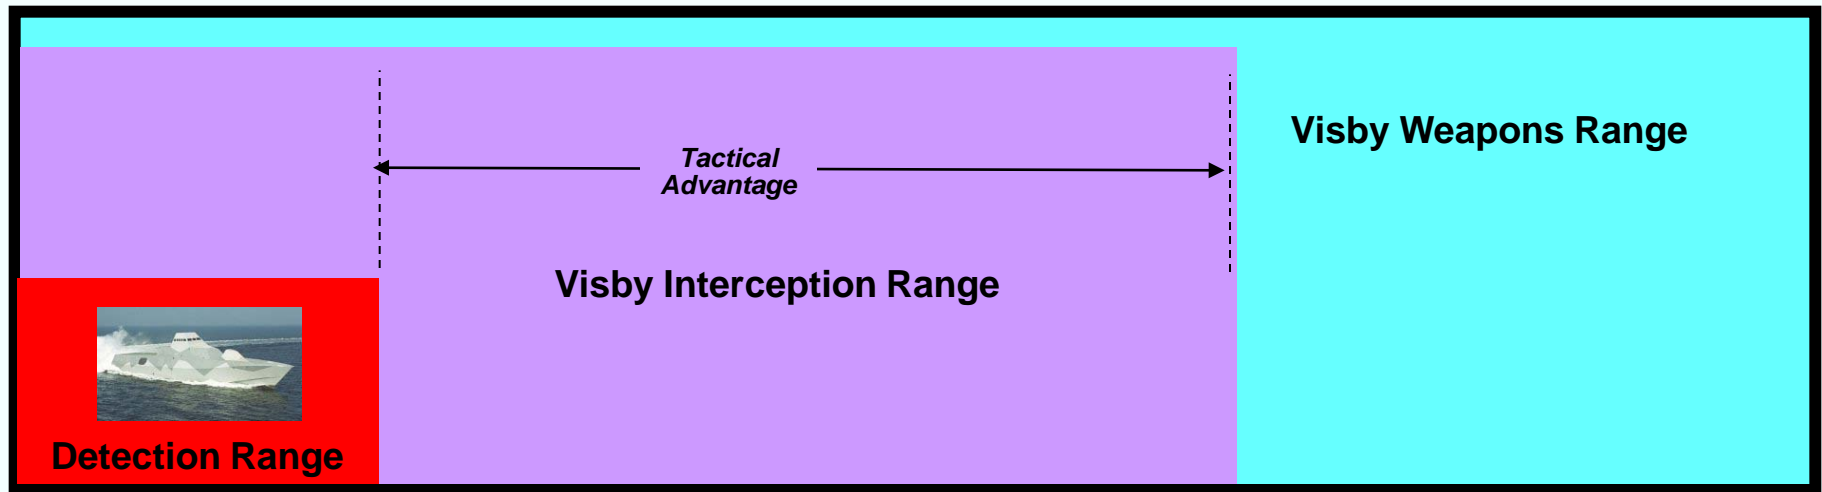 Visby Weapons Range
Tactical
Advantage
Visby Interception Range
Detection Range